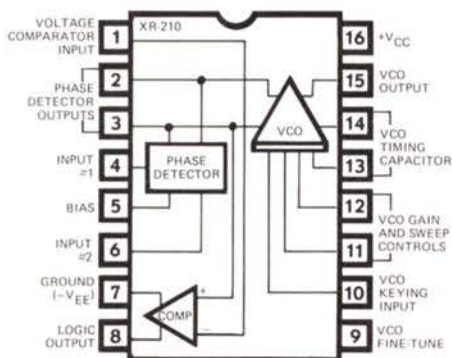 VOLTAGE
COMPARATOR
INPUT
1
XR-210
16
+VCC
2
15
VCO
OUTPUT
PHASE
DETECTOR
OUTPUTS
3
VCO
14
VCO
TIMING
CAPACITOR
INPUT
#1
4
PHASE
DETECTOR
13
BIAS
5
12
VCO GAIN
AND SWEEP
CONTROLS
INPUT
#2
6
11
GROUND
(–VEE)
7
+
COMP
–
10
VCO
KEYING
INPUT
LOGIC
OUTPUT
8
9
VCO
FINE-TUNE